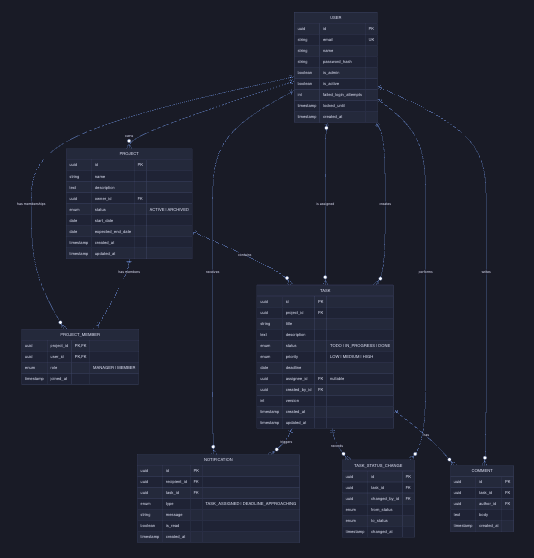 USER
uuid id PK
string email UK
string name
string password_hash
boolean is_admin
boolean is_active
int failed_login_attempts
timestamp locked_until
timestamp created_at
owns
PROJECT
uuid id PK
string name
text description
uuid owner_id FK
enum status ACTIVE | ARCHIVED
date start_date
date expected_end_date
timestamp created_at
timestamp updated_at
has memberships
is assigned
creates
contains
has members
receives
performs
writes
TASK
uuid id PK
uuid project_id FK
string title
text description
enum status TODO | IN_PROGRESS | DONE
enum priority LOW | MEDIUM | HIGH
date deadline
uuid assignee_id FK nullable
uuid created_by_id FK
int version
timestamp created_at
timestamp updated_at
PROJECT_MEMBER
uuid project_id PK,FK
uuid user_id PK,FK
enum role MANAGER | MEMBER
timestamp joined_at
has
triggers
records
NOTIFICATION
uuid id PK
uuid recipient_id FK
uuid task_id FK
enum type TASK_ASSIGNED | DEADLINE_APPROACHING
string message
boolean is_read
timestamp created_at
TASK_STATUS_CHANGE
uuid id PK
uuid task_id FK
uuid changed_by_id FK
enum from_status
enum to_status
timestamp changed_at
COMMENT
uuid id PK
uuid task_id FK
uuid author_id FK
text body
timestamp created_at